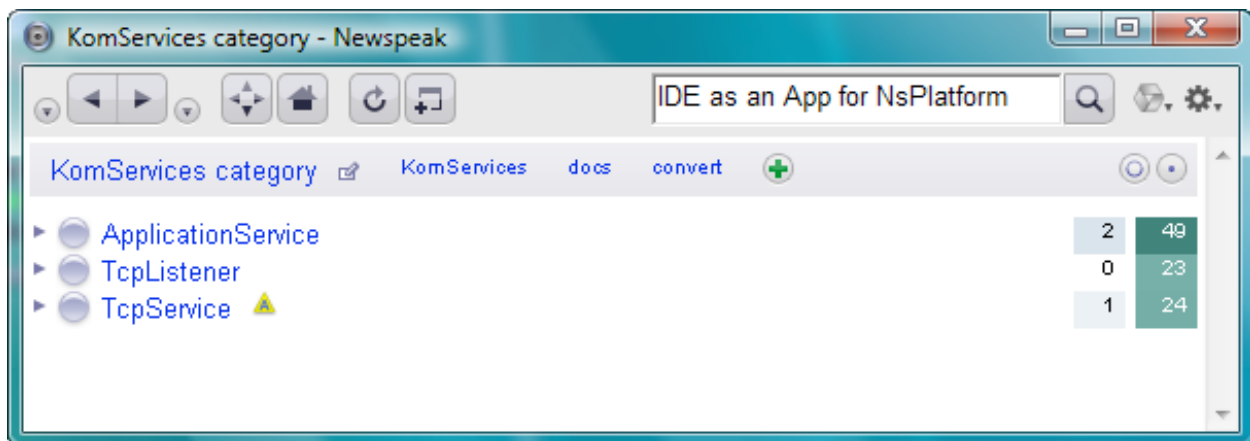 KomServices category - Newspeak
IDE as an App for NsPlatform
KomServices category KomServices docs convert
ApplicationService 2 49
TcpListener 0 23
TcpService A 1 24